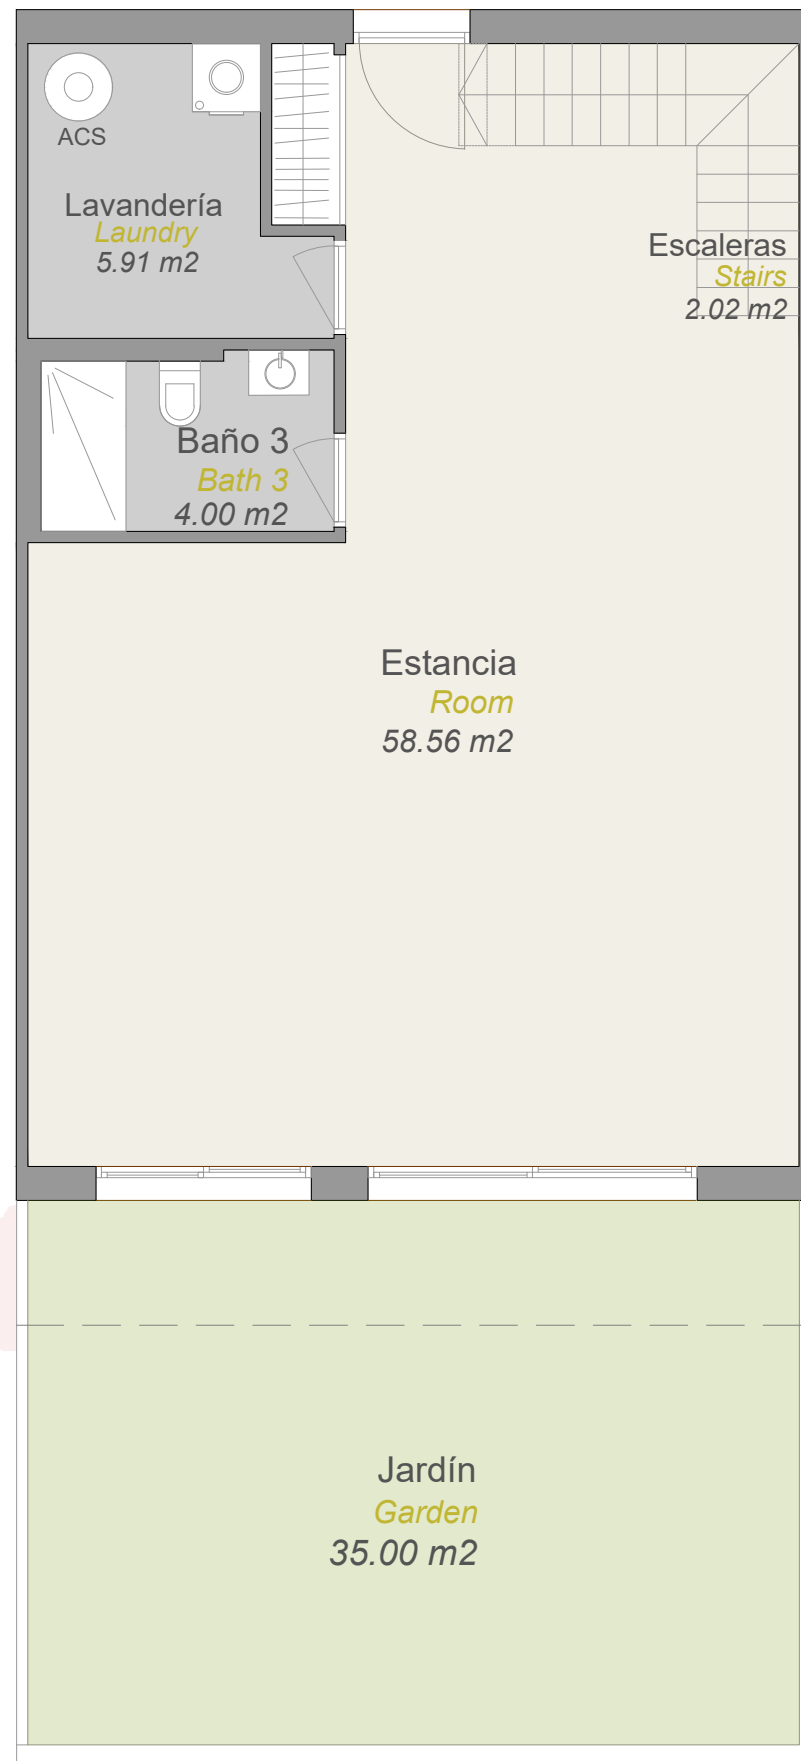 ACS
Lavandería
Laundry
5.91 m2
Escaleras
Stairs
2.02 m2
Baño 3
Bath 3
4.00 m2
Estancia
Room
58.56 m2
Jardín
Garden
35.00 m2